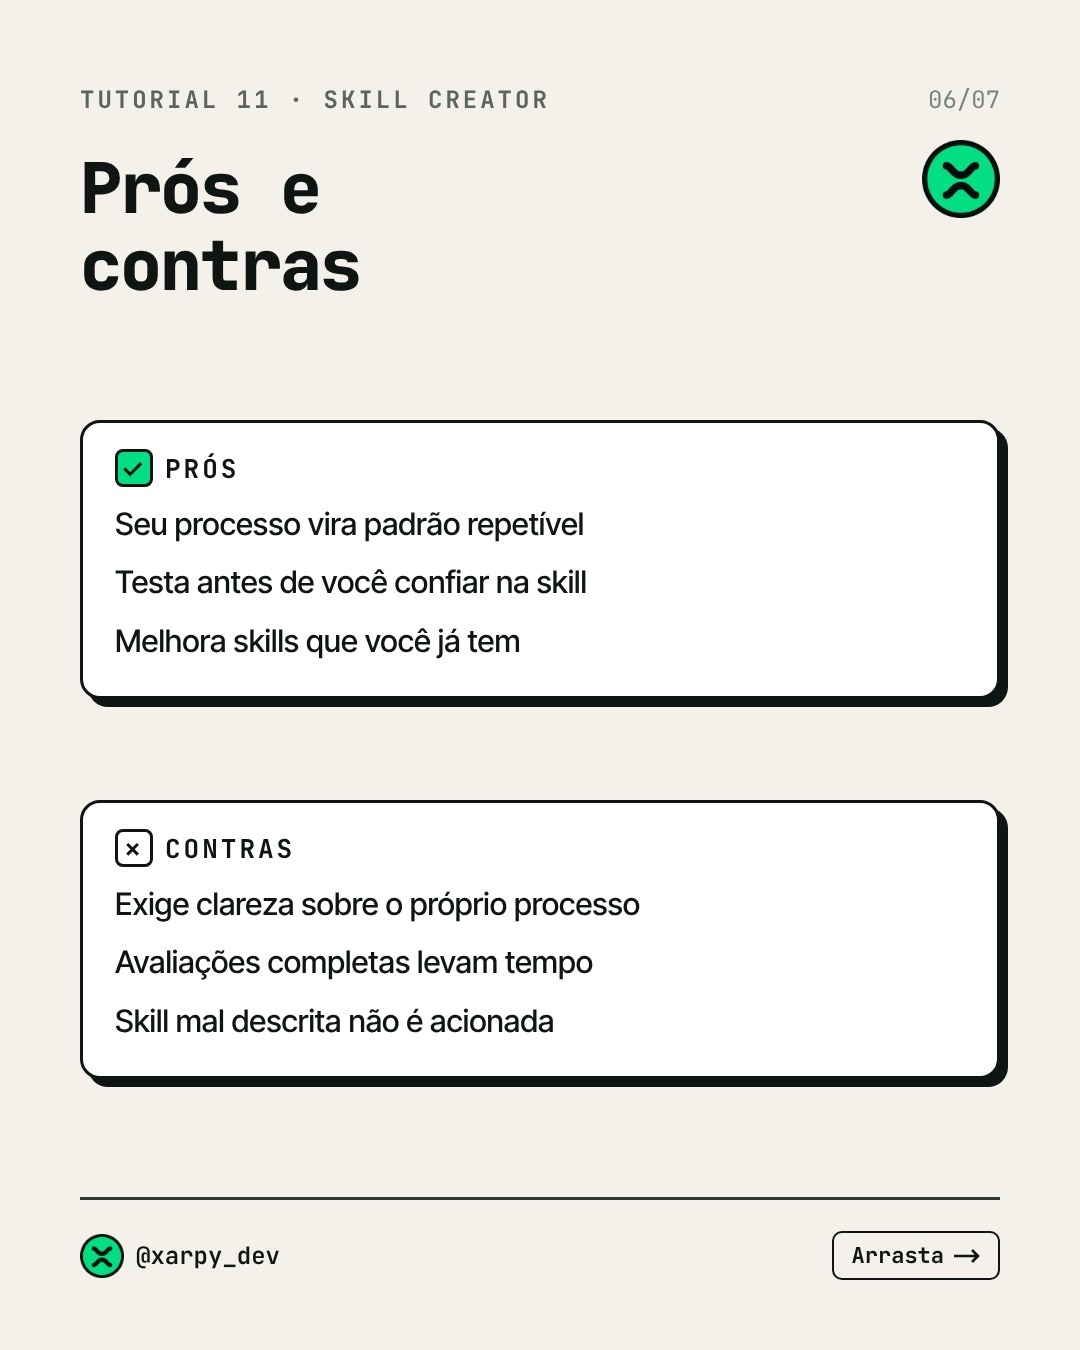 TUTORIAL 11 · SKILL CREATOR
06/07
Prós e
contras
PRÓS
Seu processo vira padrão repetível
Testa antes de você confiar na skill
Melhora skills que você já tem
CONTRAS
Exige clareza sobre o próprio processo
Avaliações completas levam tempo
Skill mal descrita não é acionada
@xarpy_dev
Arrasta →